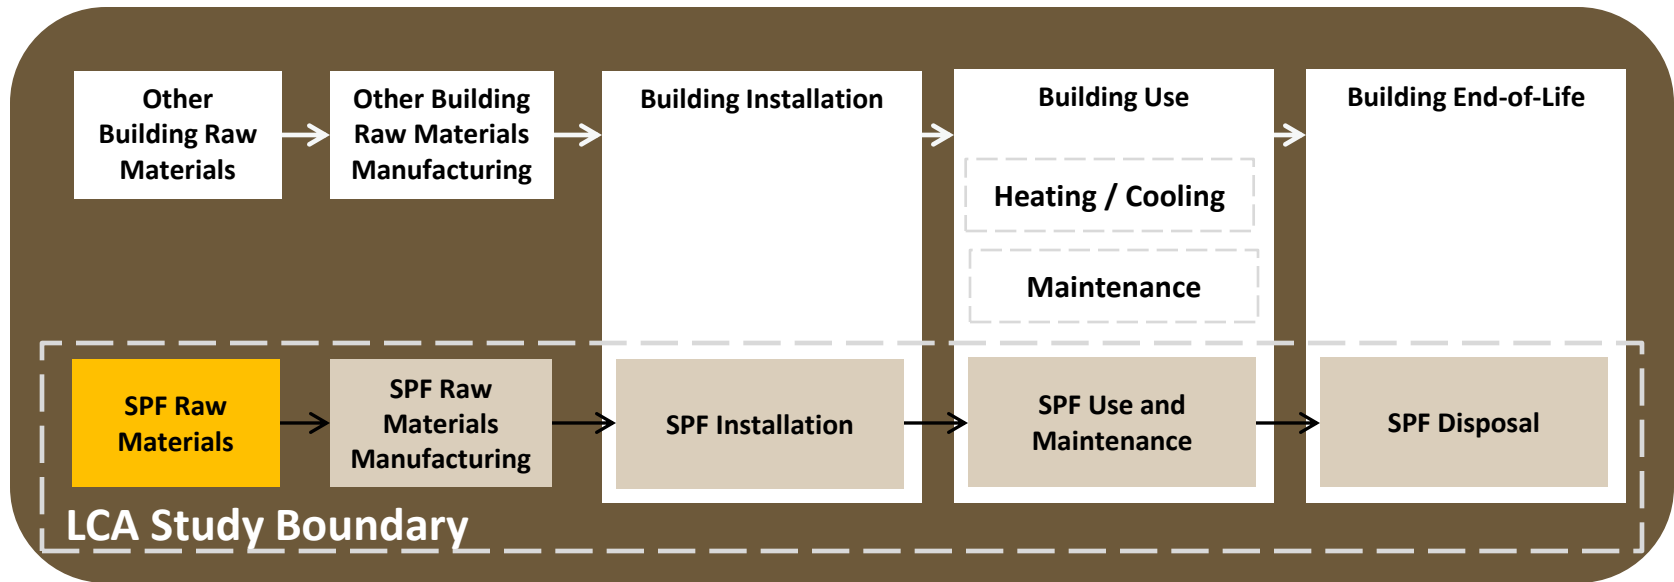 Other
Building Raw
Materials
Other Building
Raw Materials
Manufacturing
Building Installation
Building Use
Building End-of-Life
Heating / Cooling
Maintenance
SPF Raw
Materials
SPF Raw
Materials
Manufacturing
SPF Installation
SPF Use and
Maintenance
SPF Disposal
LCA Study Boundary